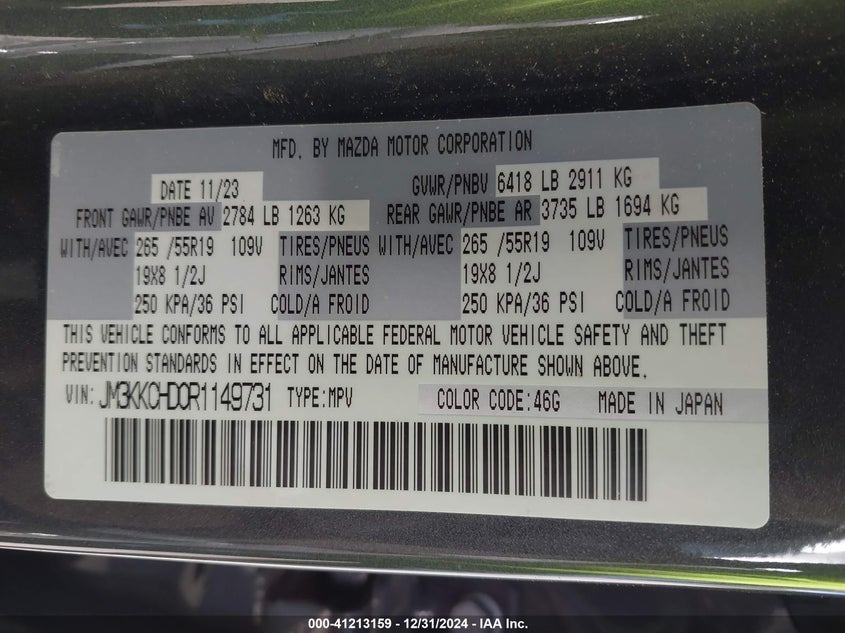 MFD. BY MAZDA MOTOR CORPORATION
DATE 11/23 GVWR/PNBV 6418 LB 2911 KG
FRONT GAWR/PNBE AV 2784 LB 1263 KG REAR GAWR/PNBE AR 3735 LB 1694 KG
WITH/AVEC 265 /55R19 109V TIRES/PNEUS WITH/AVEC 265 /55R19 109V TIRES/PNEUS
19X8 1/2J RIMS/JANTES 19X8 1/2J RIMS/JANTES
250 KPA/36 PSI COLD/A FROID 250 KPA/36 PSI COLD/A FROID
THIS VEHICLE CONFORMS TO ALL APPLICABLE FEDERAL MOTOR VEHICLE SAFETY AND THEFT
PREVENTION STANDARDS IN EFFECT ON THE DATE OF MANUFACTURE SHOWN ABOVE.
VIN: JM3KKCHD0R1149731 TYPE:MPV COLOR CODE:46G MADE IN JAPAN
000-41213159 - 12/31/2024 - IAA Inc.